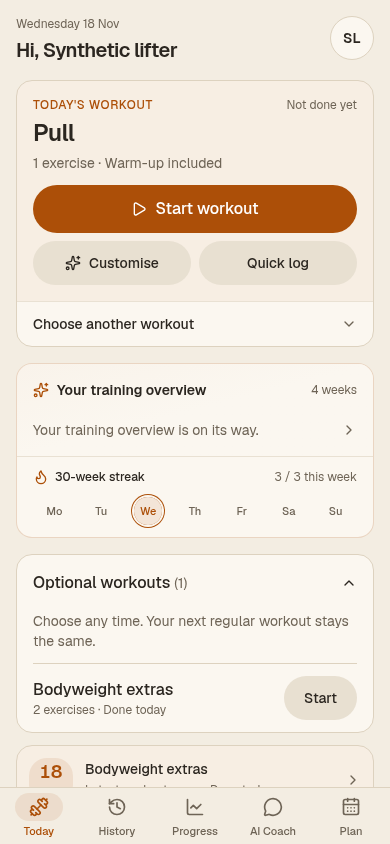 Wednesday 18 Nov
Hi, Synthetic lifter
SL
TODAY'S WORKOUT
Not done yet
Pull
1 exercise · Warm-up included
Start workout
Customise
Quick log
Choose another workout
Your training overview
4 weeks
Your training overview is on its way.
30-week streak
3 / 3 this week
Mo Tu We Th Fr Sa Su
Optional workouts (1)
Choose any time. Your next regular workout stays
the same.
Bodyweight extras
2 exercises · Done today
Start
18
Bodyweight extras
Today
History
Progress
AI Coach
Plan